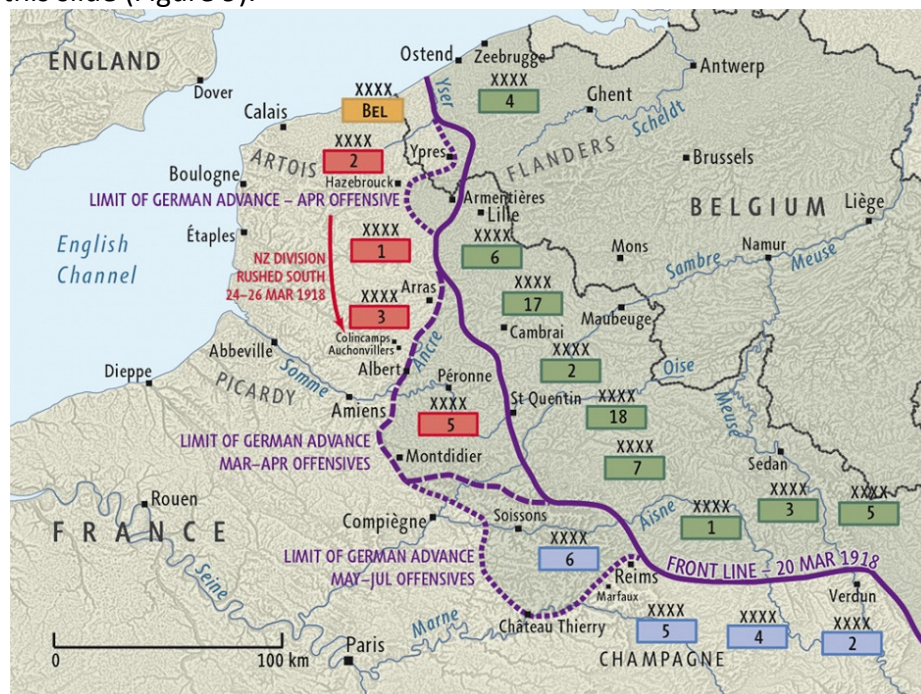 this slide (Figure 3).
ENGLAND
Dover
Calais
Ostend
Zeebrugge
Antwerp
XXXX
BEL
Yser
XXXX
4
Ghent
Scheldt
XXXX
2
ARTOIS
Ypres
FLANDERS
Brussels
Boulogne
Hazebrouck
LIMIT OF GERMAN ADVANCE – APR OFFENSIVE
Armentières
Lille
BELGIUM
Liège
English
Channel
Étaples
NZ DIVISION
RUSHED SOUTH
24–26 MAR 1918
XXXX
1
XXXX
6
Mons
Sambre
Namur
Meuse
XXXX
3
Arras
XXXX
17
Cambrai
Maubeuge
Colincamps
Auchonvillers
Ancre
Abbeville
Albert
XXXX
2
Oise
Dieppe
PICARDY
Somme
Péronne
Amiens
XXXX
5
St Quentin
XXXX
18
Meuse
LIMIT OF GERMAN ADVANCE
MAR–APR OFFENSIVES
Montdidier
XXXX
7
Sedan
Rouen
FRANCE
Compiègne
Soissons
Aisne
XXXX
1
XXXX
3
XXXX
5
LIMIT OF GERMAN ADVANCE
MAY–JUL OFFENSIVES
XXXX
6
Reims
Marfaux
FRONT LINE – 20 MAR 1918
Verdun
Seine
Marne
Château Thierry
XXXX
5
XXXX
4
XXXX
2
CHAMPAGNE
0
100 km
Paris